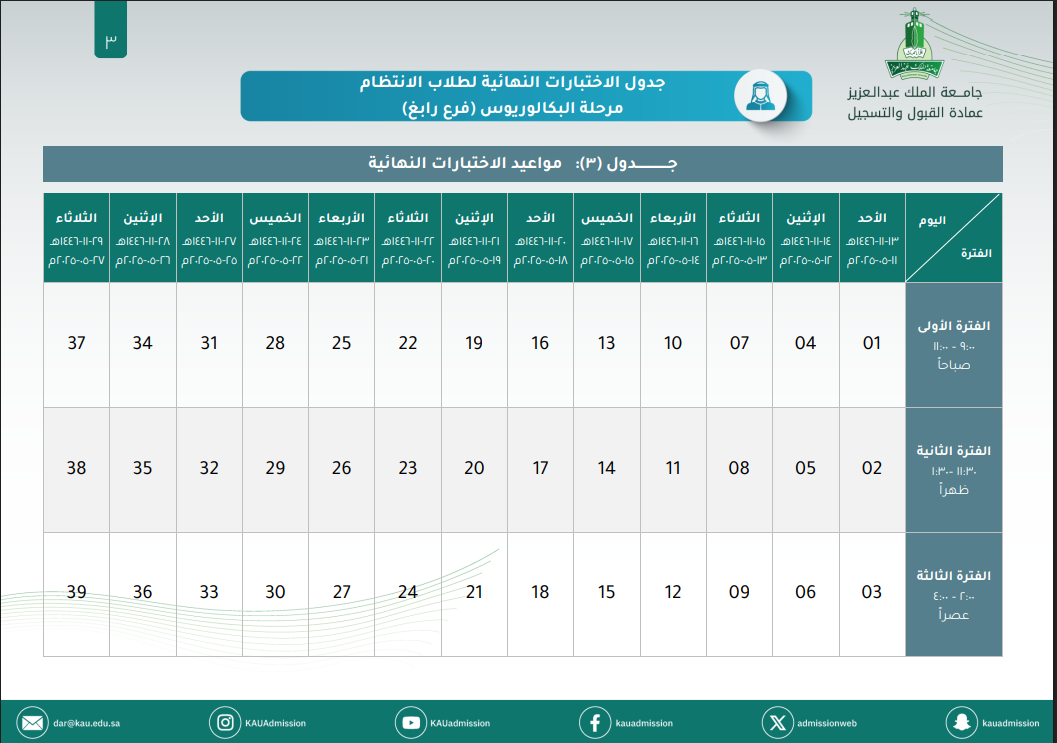 ٣
جامعة الملك عبدالعزيز
جامـعة الملك عبدالعزيز
عمادة القبول والتسجيل
جدول الاختبارات النهائية لطلاب الانتظام
مرحلة البكالوريوس (فرع رابغ)
جـــــــدول (٣): مواعيد الاختبارات النهائية
اليوم
الفترة
الأحد
١٣-١١-١٤٤٦هـ
١١-٠٥-٢٠٢٥م
الإثنين
١٤-١١-١٤٤٦هـ
١٢-٠٥-٢٠٢٥م
الثلاثاء
١٥-١١-١٤٤٦هـ
١٣-٠٥-٢٠٢٥م
الأربعاء
١٦-١١-١٤٤٦هـ
١٤-٠٥-٢٠٢٥م
الخميس
١٧-١١-١٤٤٦هـ
١٥-٠٥-٢٠٢٥م
الأحد
٢٠-١١-١٤٤٦هـ
١٨-٠٥-٢٠٢٥م
الإثنين
٢١-١١-١٤٤٦هـ
١٩-٠٥-٢٠٢٥م
الثلاثاء
٢٢-١١-١٤٤٦هـ
٢٠-٠٥-٢٠٢٥م
الأربعاء
٢٣-١١-١٤٤٦هـ
٢١-٠٥-٢٠٢٥م
الخميس
٢٤-١١-١٤٤٦هـ
٢٢-٠٥-٢٠٢٥م
الأحد
٢٧-١١-١٤٤٦هـ
٢٥-٠٥-٢٠٢٥م
الإثنين
٢٨-١١-١٤٤٦هـ
٢٦-٠٥-٢٠٢٥م
الثلاثاء
٢٩-١١-١٤٤٦هـ
٢٧-٠٥-٢٠٢٥م
الفترة الأولى
٩:٠٠ - ١١:٠٠
صباحاً
01 04 07 10 13 16 19 22 25 28 31 34 37
الفترة الثانية
١١:٣٠ -١:٣٠
ظهراً
02 05 08 11 14 17 20 23 26 29 32 35 38
الفترة الثالثة
٢:٠٠ - ٤:٠٠
عصراً
03 06 09 12 15 18 21 24 27 30 33 36 39
dar@kau.edu.sa
KAUAdmission
KAUadmission
kauadmission
admissionweb
kauadmission